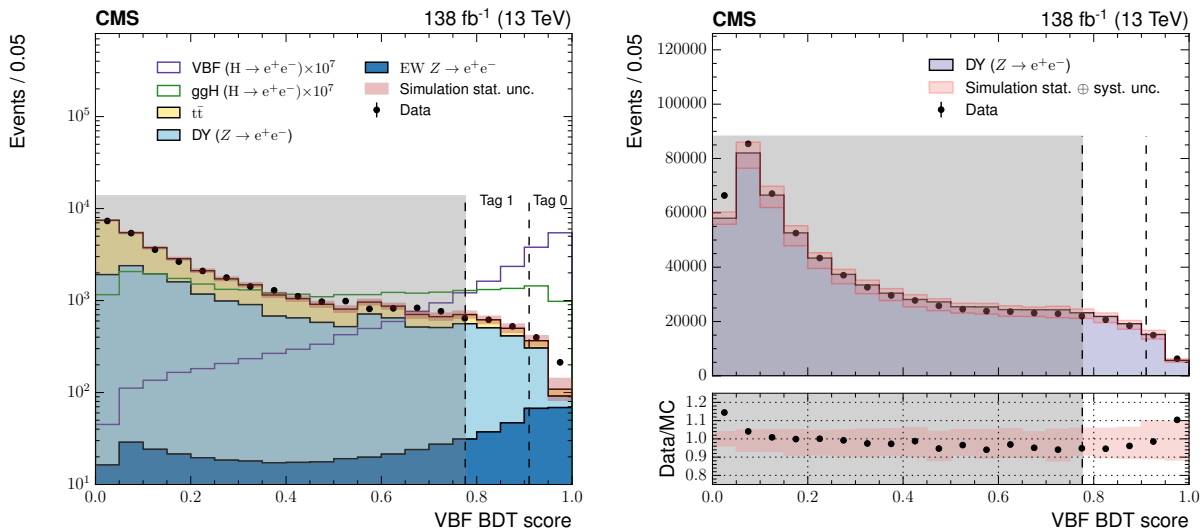 CMS 138 fb⁻¹ (13 TeV)
Events / 0.05
VBF (H → e⁺e⁻)×10⁷
ggH (H → e⁺e⁻)×10⁷
tt̄
DY (Z → e⁺e⁻)
EW Z → e⁺e⁻
Simulation stat. unc.
Data
Tag 1 Tag 0
10⁵
10⁴
10³
10²
10¹
0.0 0.2 0.4 0.6 0.8 1.0
VBF BDT score
CMS 138 fb⁻¹ (13 TeV)
Events / 0.05
DY (Z → e⁺e⁻)
Simulation stat. ⊕ syst. unc.
Data
120000
100000
80000
60000
40000
20000
0
Data/MC
1.2
1.1
1.0
0.9
0.8
0.0 0.2 0.4 0.6 0.8 1.0
VBF BDT score